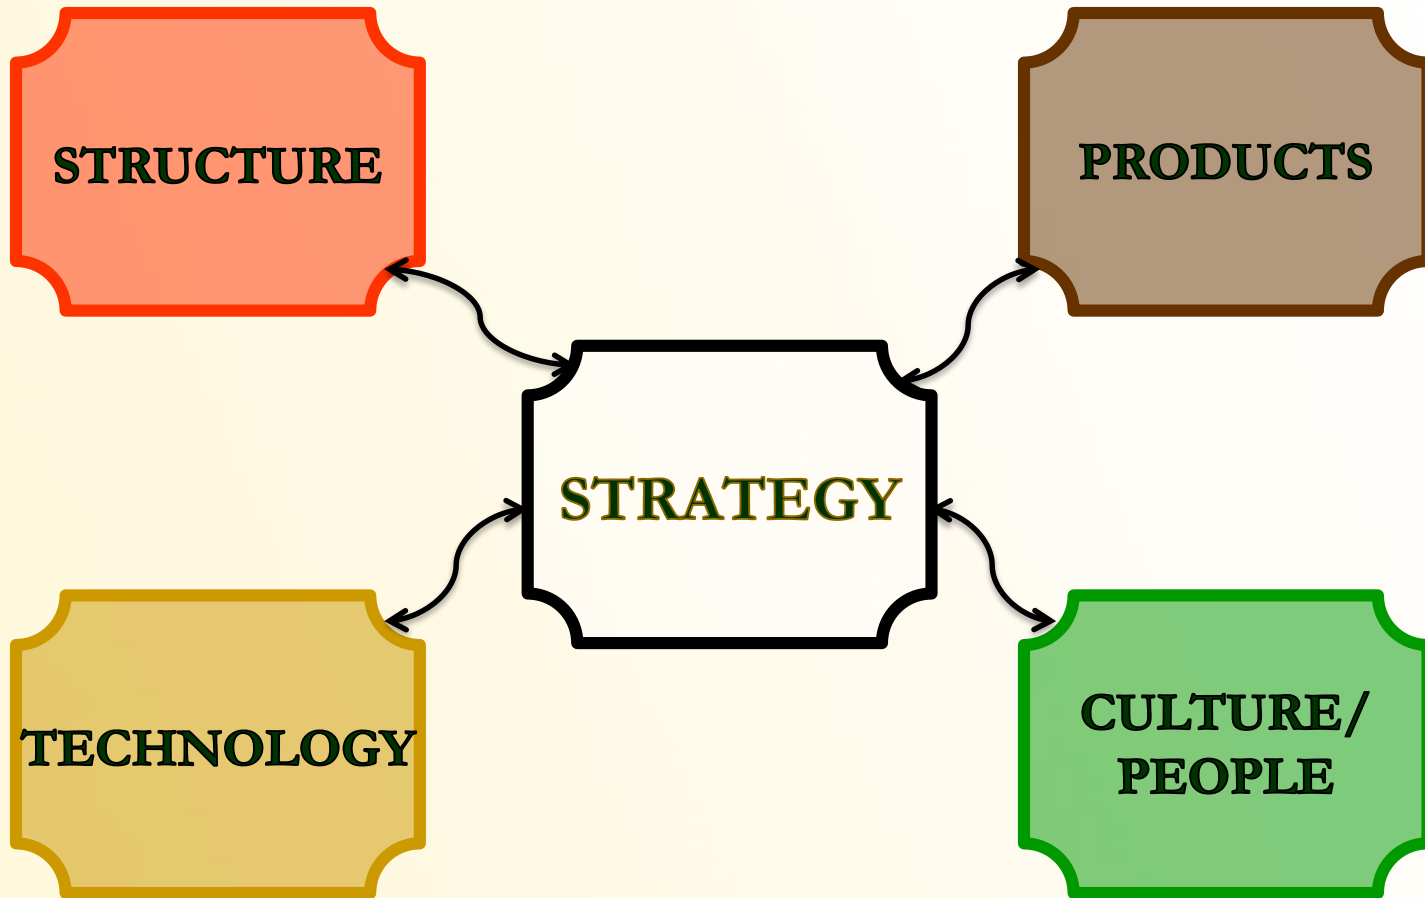 STRUCTURE
PRODUCTS
STRATEGY
TECHNOLOGY
CULTURE/
PEOPLE